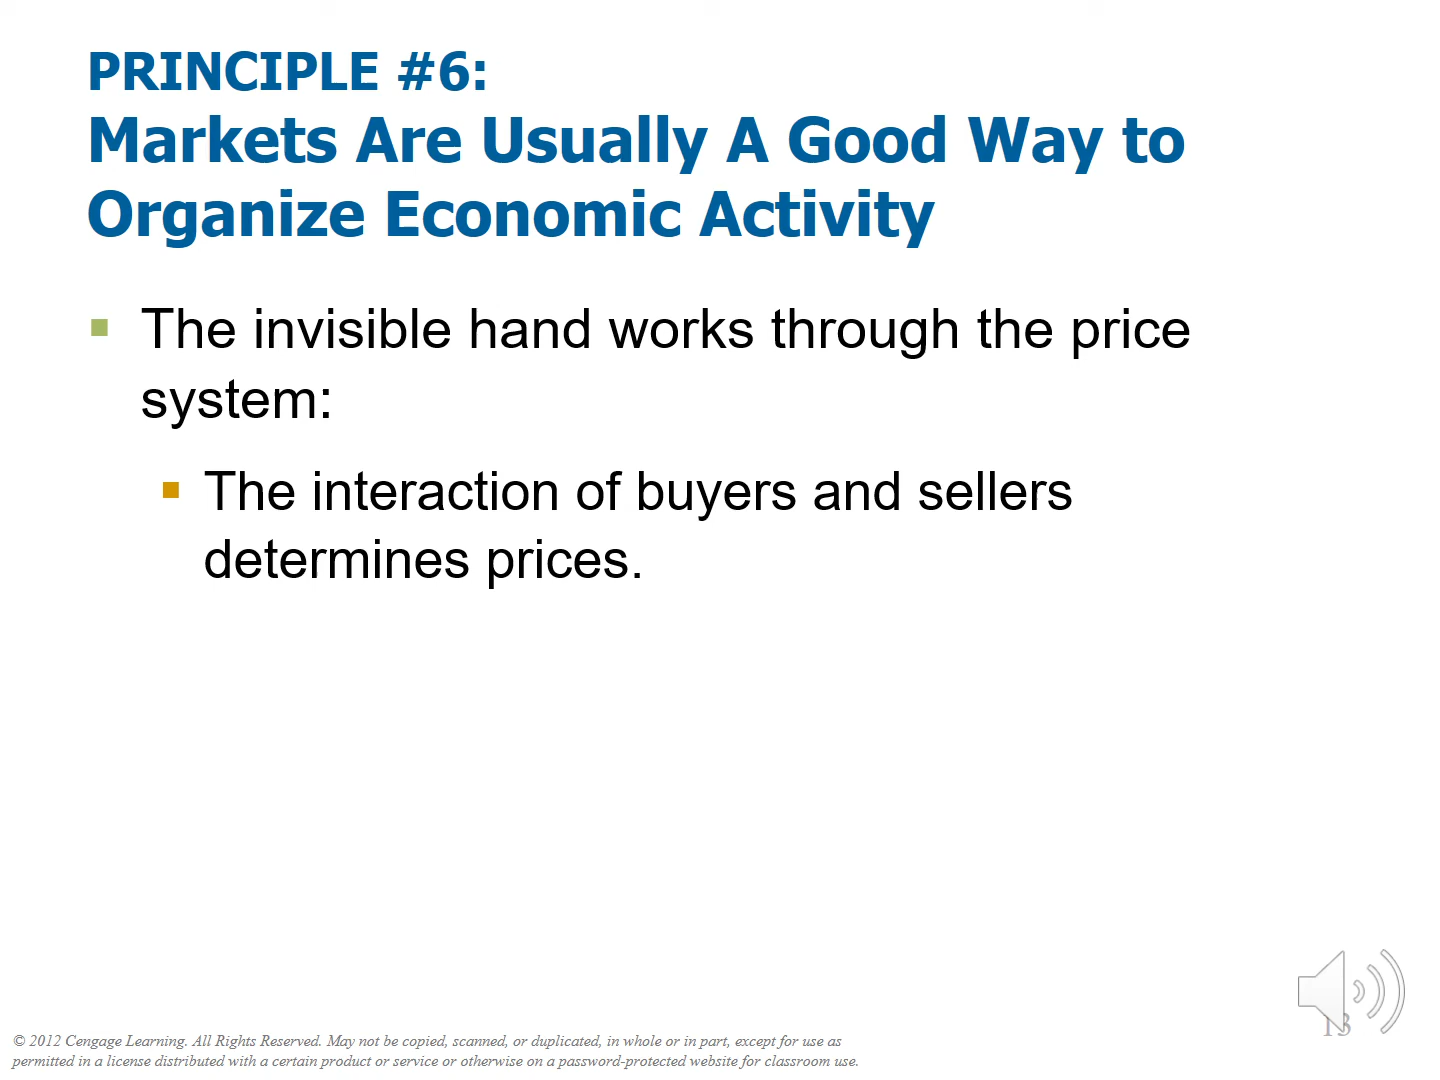 PRINCIPLE #6:
Markets Are Usually A Good Way to
Organize Economic Activity
The invisible hand works through the price
system:
The interaction of buyers and sellers
determines prices.
13
© 2012 Cengage Learning. All Rights Reserved. May not be copied, scanned, or duplicated, in whole or in part, except for use as
permitted in a license distributed with a certain product or service or otherwise on a password-protected website for classroom use.